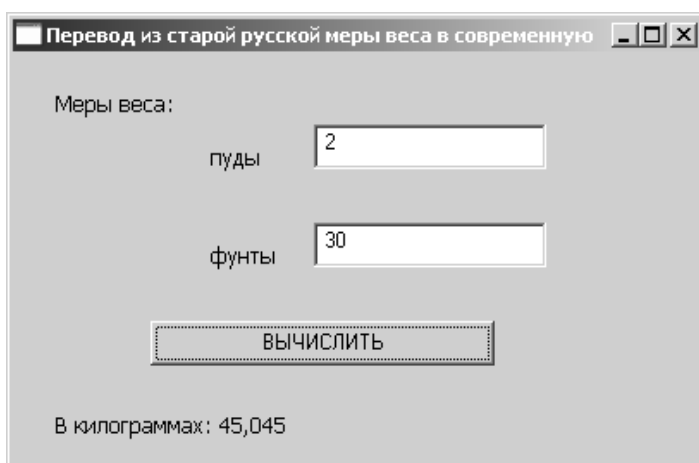 Перевод из старой русской меры веса в современную
Меры веса:
пуды
2
фунты
30
ВЫЧИСЛИТЬ
В килограммах: 45,045